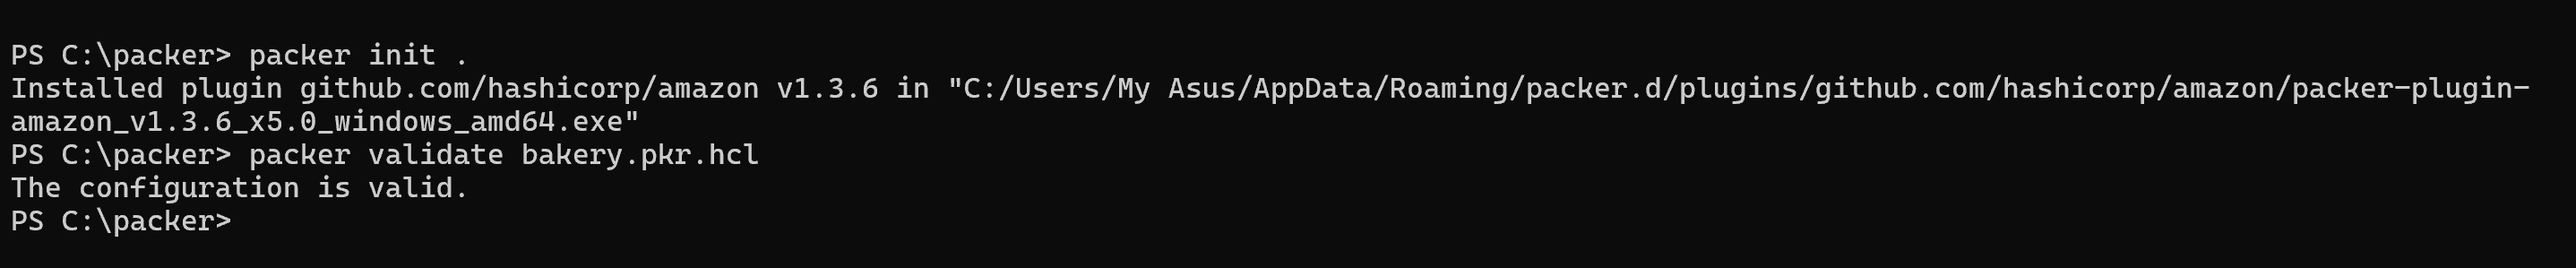 PS C:\packer> packer init .
Installed plugin github.com/hashicorp/amazon v1.3.6 in "C:/Users/My Asus/AppData/Roaming/packer.d/plugins/github.com/hashicorp/amazon/packer-plugin-
amazon_v1.3.6_x5.0_windows_amd64.exe"
PS C:\packer> packer validate bakery.pkr.hcl
The configuration is valid.
PS C:\packer>